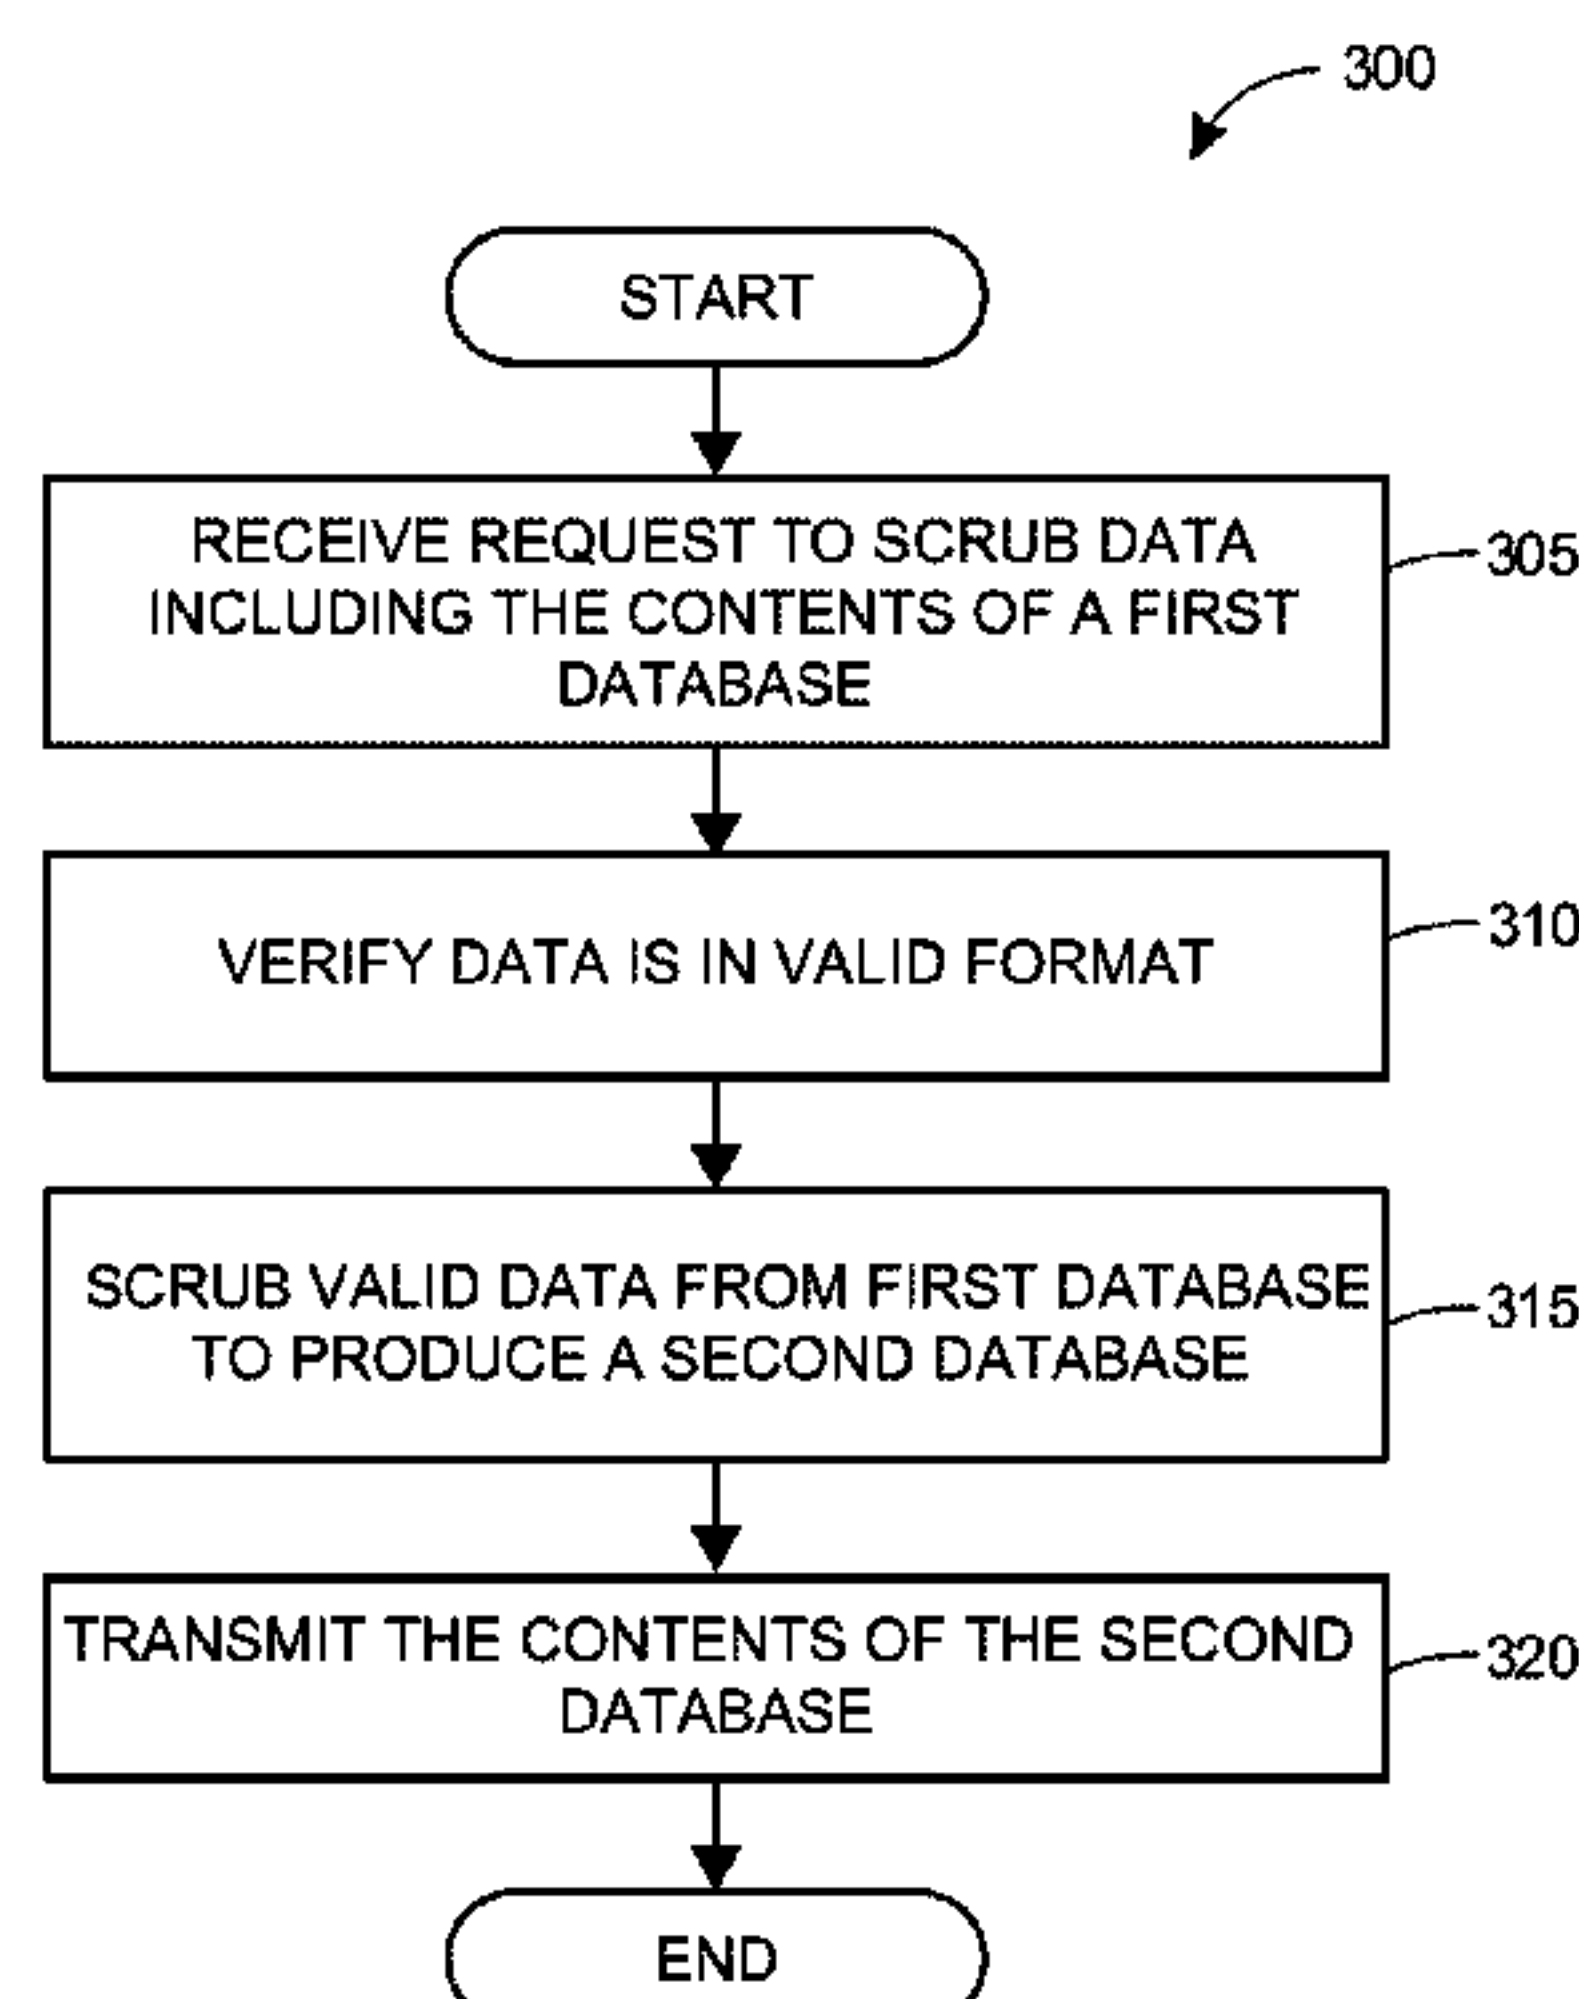 300
START
RECEIVE REQUEST TO SCRUB DATA
INCLUDING THE CONTENTS OF A FIRST
DATABASE
305
VERIFY DATA IS IN VALID FORMAT
310
SCRUB VALID DATA FROM FIRST DATABASE
TO PRODUCE A SECOND DATABASE
315
TRANSMIT THE CONTENTS OF THE SECOND
DATABASE
320
END